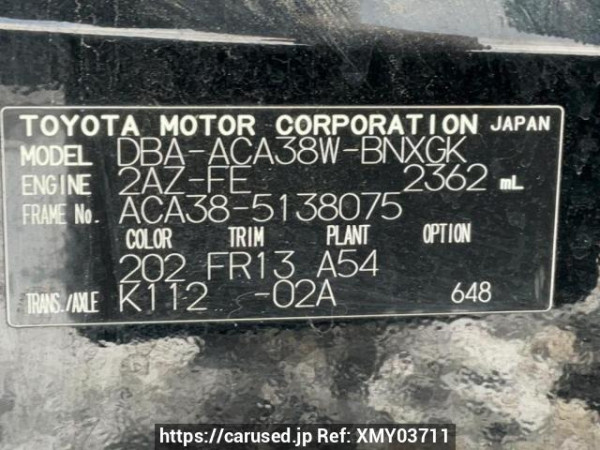 TOYOTA MOTOR CORPORATION JAPAN
MODEL DBA-ACA38W-BNXGK
ENGINE 2AZ-FE 2362 mL
FRAME No. ACA38-5138075
COLOR TRIM PLANT OPTION
202 FR13 A54
TRANS./AXLE K112 -02A 648
https://carused.jp Ref: XMY03711